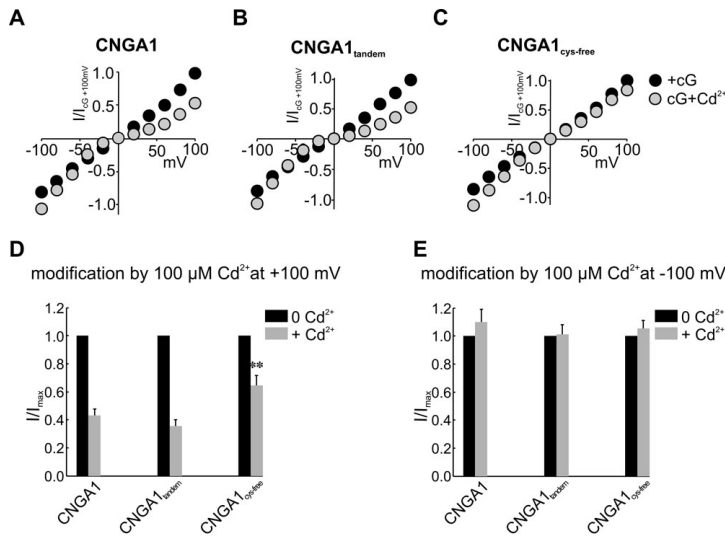 A
CNGA1
I/IcG +100mV
1.0
0.5
-100
-50
50
100
mV
-0.5
-1.0
B
CNGA1tandem
I/IcG +100mV
1.0
0.5
-100
-50
50
100
mV
-0.5
-1.0
C
CNGA1cys-free
I/IcG +100mV
1.0
0.5
-100
-50
50
100
mV
-0.5
-1.0
+cG
cG+Cd2+
D
modification by 100 µM Cd2+at +100 mV
1.2
1.0
0.8
0.6
0.4
0.2
0.0
I/Imax
0 Cd2+
+ Cd2+
**
CNGA1
CNGA1tandem
CNGA1cys-free
E
modification by 100 µM Cd2+at -100 mV
1.2
1.0
0.8
0.6
0.4
0.2
0.0
I/Imax
0 Cd2+
+ Cd2+
CNGA1
CNGA1tandem
CNGA1cys-free